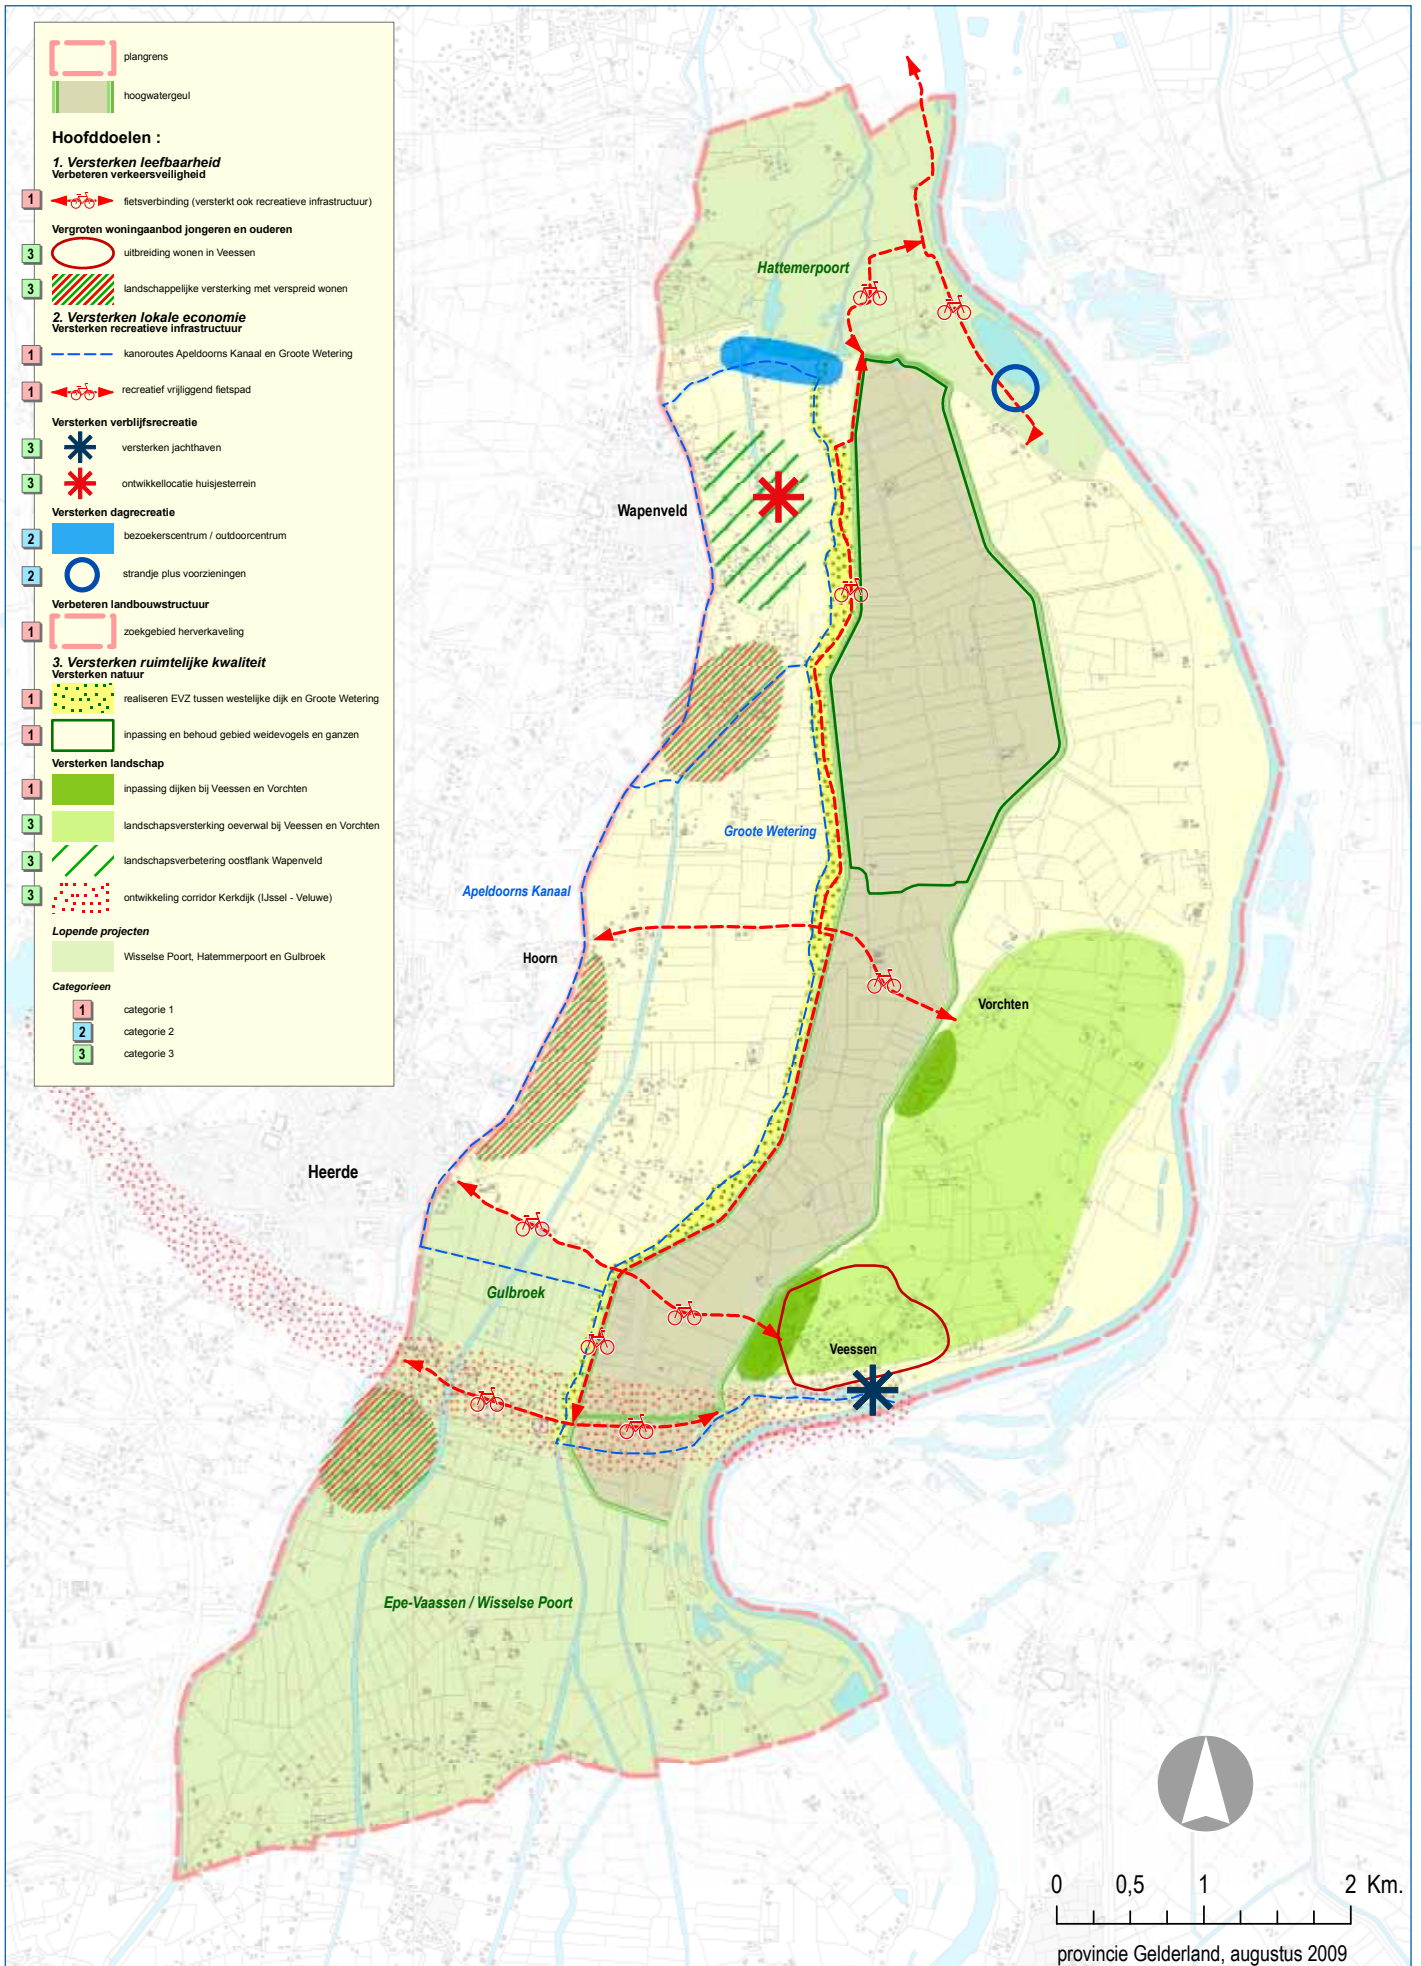 plangrens
hoogwatergeul
Hoofddoelen :
1. Versterken leefbaarheid
Verbeteren verkeersveiligheid
1 fietsverbinding (versterkt ook recreatieve infrastructuur)
Vergroten woningaanbod jongeren en ouderen
3 uitbreiding wonen in Veessen
3 landschappelijke versterking met verspreid wonen
2. Versterken lokale economie
Versterken recreatieve infrastructuur
1 kanoroutes Apeldoorns Kanaal en Groote Wetering
1 recreatief vrijliggend fietspad
Versterken verblijfsrecreatie
3 versterken jachthaven
3 ontwikkellocatie huisjesterrein
Versterken dagrecreatie
2 bezoekerscentrum / outdoorcentrum
2 strandje plus voorzieningen
Verbeteren landbouwstructuur
1 zoekgebied herverkaveling
3. Versterken ruimtelijke kwaliteit
Versterken natuur
1 realiseren EVZ tussen westelijke dijk en Groote Wetering
1 inpassing en behoud gebied weidevogels en ganzen
Versterken landschap
1 inpassing dijken bij Veessen en Vorchten
3 landschapsversterking oeverwal bij Veessen en Vorchten
3 landschapsverbetering oostflank Wapenveld
3 ontwikkeling corridor Kerkdijk (IJssel - Veluwe)
Lopende projecten
Wisselse Poort, Hatemmerpoort en Gulbroek
Categorieen
1 categorie 1
2 categorie 2
3 categorie 3
Hattemerpoort
Wapenveld
Groote Wetering
Apeldoorns Kanaal
Hoorn
Vorchten
Heerde
Gulbroek
Veessen
Epe-Vaassen / Wisselse Poort
0 0,5 1 2 Km.
provincie Gelderland, augustus 2009